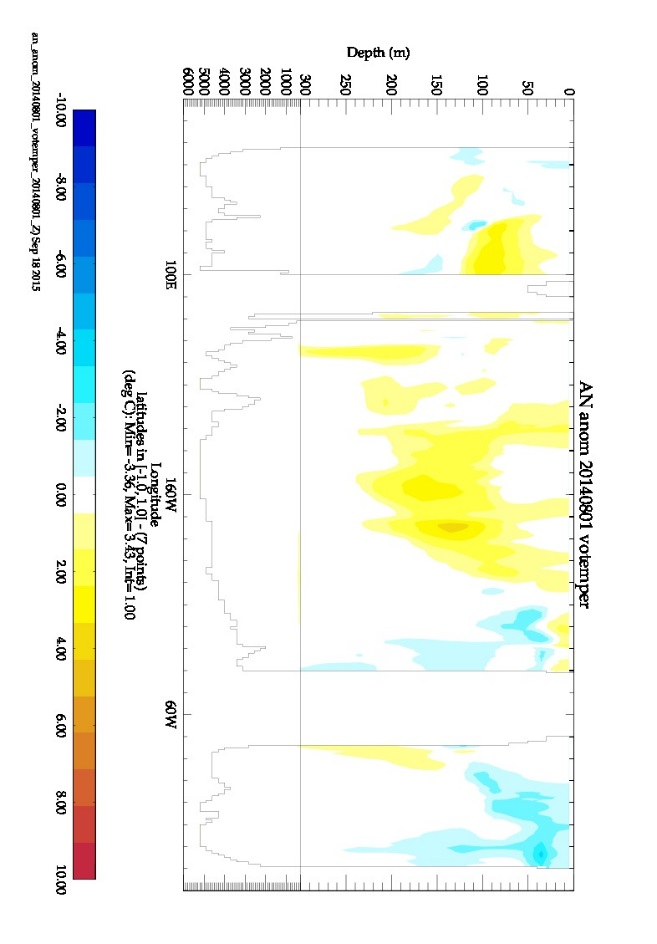 AN anom 20140801 votemper
0
50
100
150
200
250
300
1000
2000
3000
4000
5000
6000
Depth (m)
100E 160W 60W
Longitude
Latitudes in [-1.0, 1.0] - (7 points)
(deg C): Min= -3.36, Max= 3.43, Int= 1.00
-10.00 -8.00 -6.00 -4.00 -2.00 0.00 2.00 4.00 6.00 8.00 10.00
an_anom_20140801_votemper_20140801_Z) Sep 18 2015